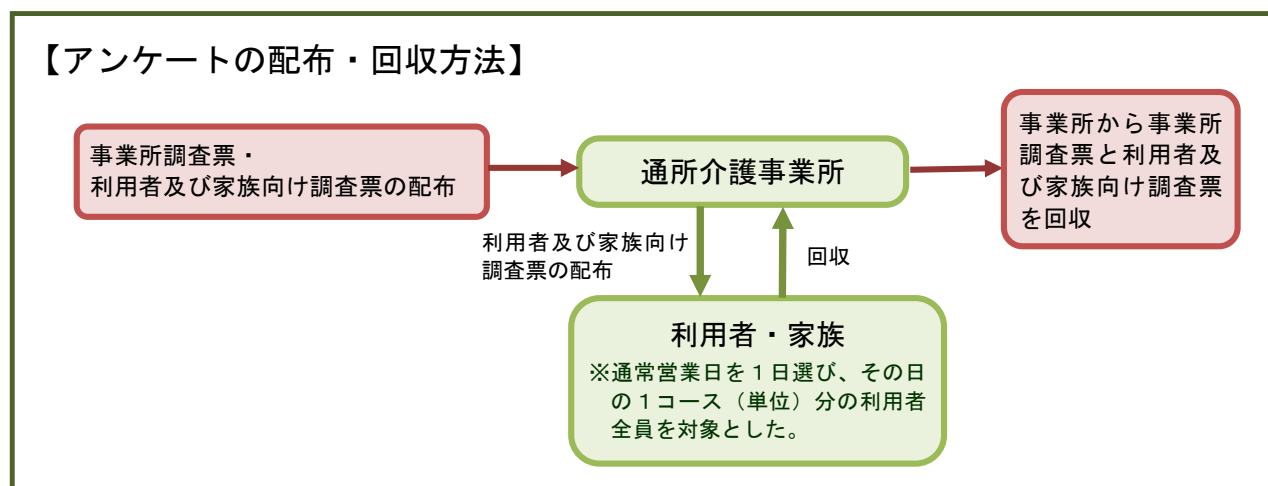 【アンケートの配布・回収方法】
事業所調査票・
利用者及び家族向け調査票の配布
通所介護事業所
事業所から事業所
調査票と利用者及
び家族向け調査票
を回収
利用者及び家族向け
調査票の配布
回収
利用者・家族
※通常営業日を１日選び、その日
の１コース（単位）分の利用者
全員を対象とした。